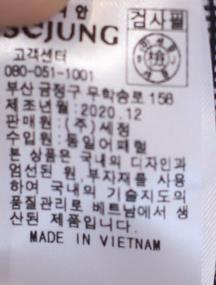 검사필
SEJUNG
고객센터
080-051-1001
부산 금정구 무학송로 158
제조년월: 2020.12
판매원: (주)세정
수입원: 통일어패럴
본 상품은 국내의 디자인과
엄선된 원,부자재를 사용
하여 국내의 기술지도와
품질관리로 베트남에서 생
산된 제품입니다.
MADE IN VIETNAM